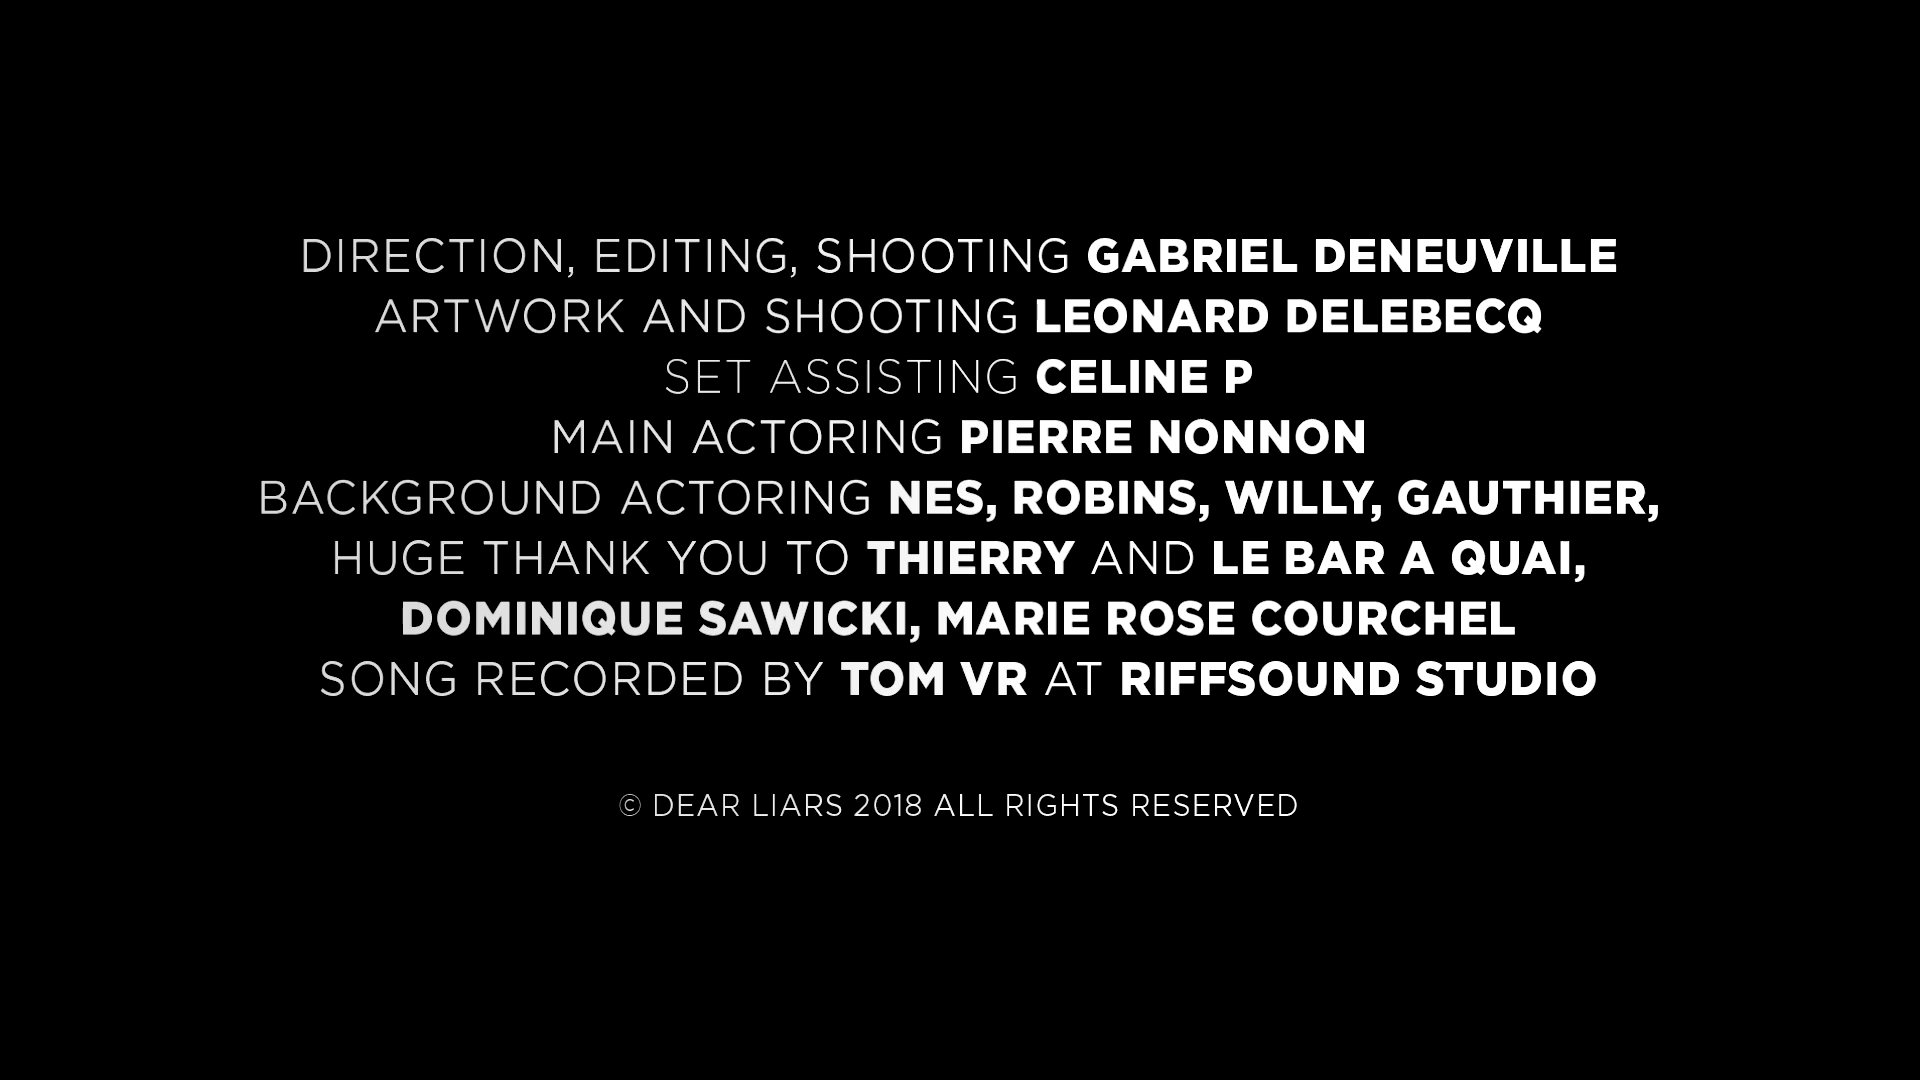 DIRECTION, EDITING, SHOOTING GABRIEL DENEUVILLE
ARTWORK AND SHOOTING LEONARD DELEBECQ
SET ASSISTING CELINE P
MAIN ACTORING PIERRE NONNON
BACKGROUND ACTORING NES, ROBINS, WILLY, GAUTHIER,
HUGE THANK YOU TO THIERRY AND LE BAR A QUAI,
DOMINIQUE SAWICKI, MARIE ROSE COURCHEL
SONG RECORDED BY TOM VR AT RIFFSOUND STUDIO
© DEAR LIARS 2018 ALL RIGHTS RESERVED